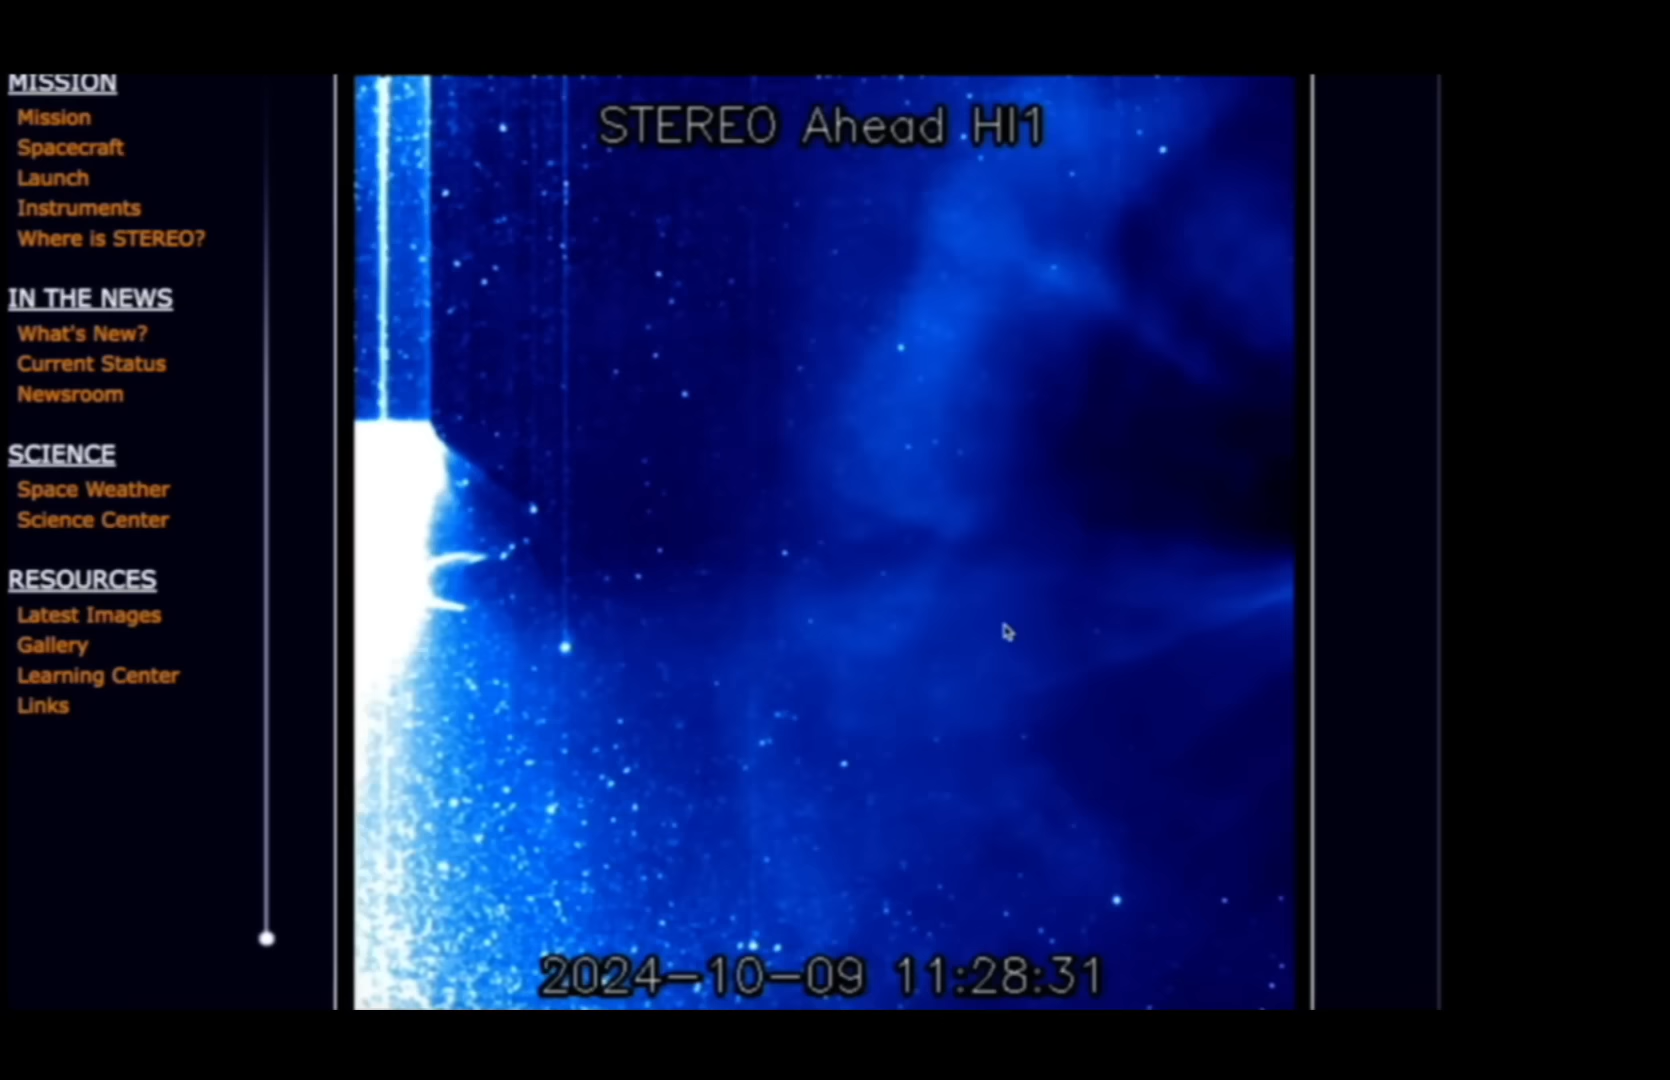 MISSION
Mission
Spacecraft
Launch
Instruments
Where is STEREO?
IN THE NEWS
What's New?
Current Status
Newsroom
SCIENCE
Space Weather
Science Center
RESOURCES
Latest Images
Gallery
Learning Center
Links
STEREO Ahead HI1
2024-10-09 11:28:31